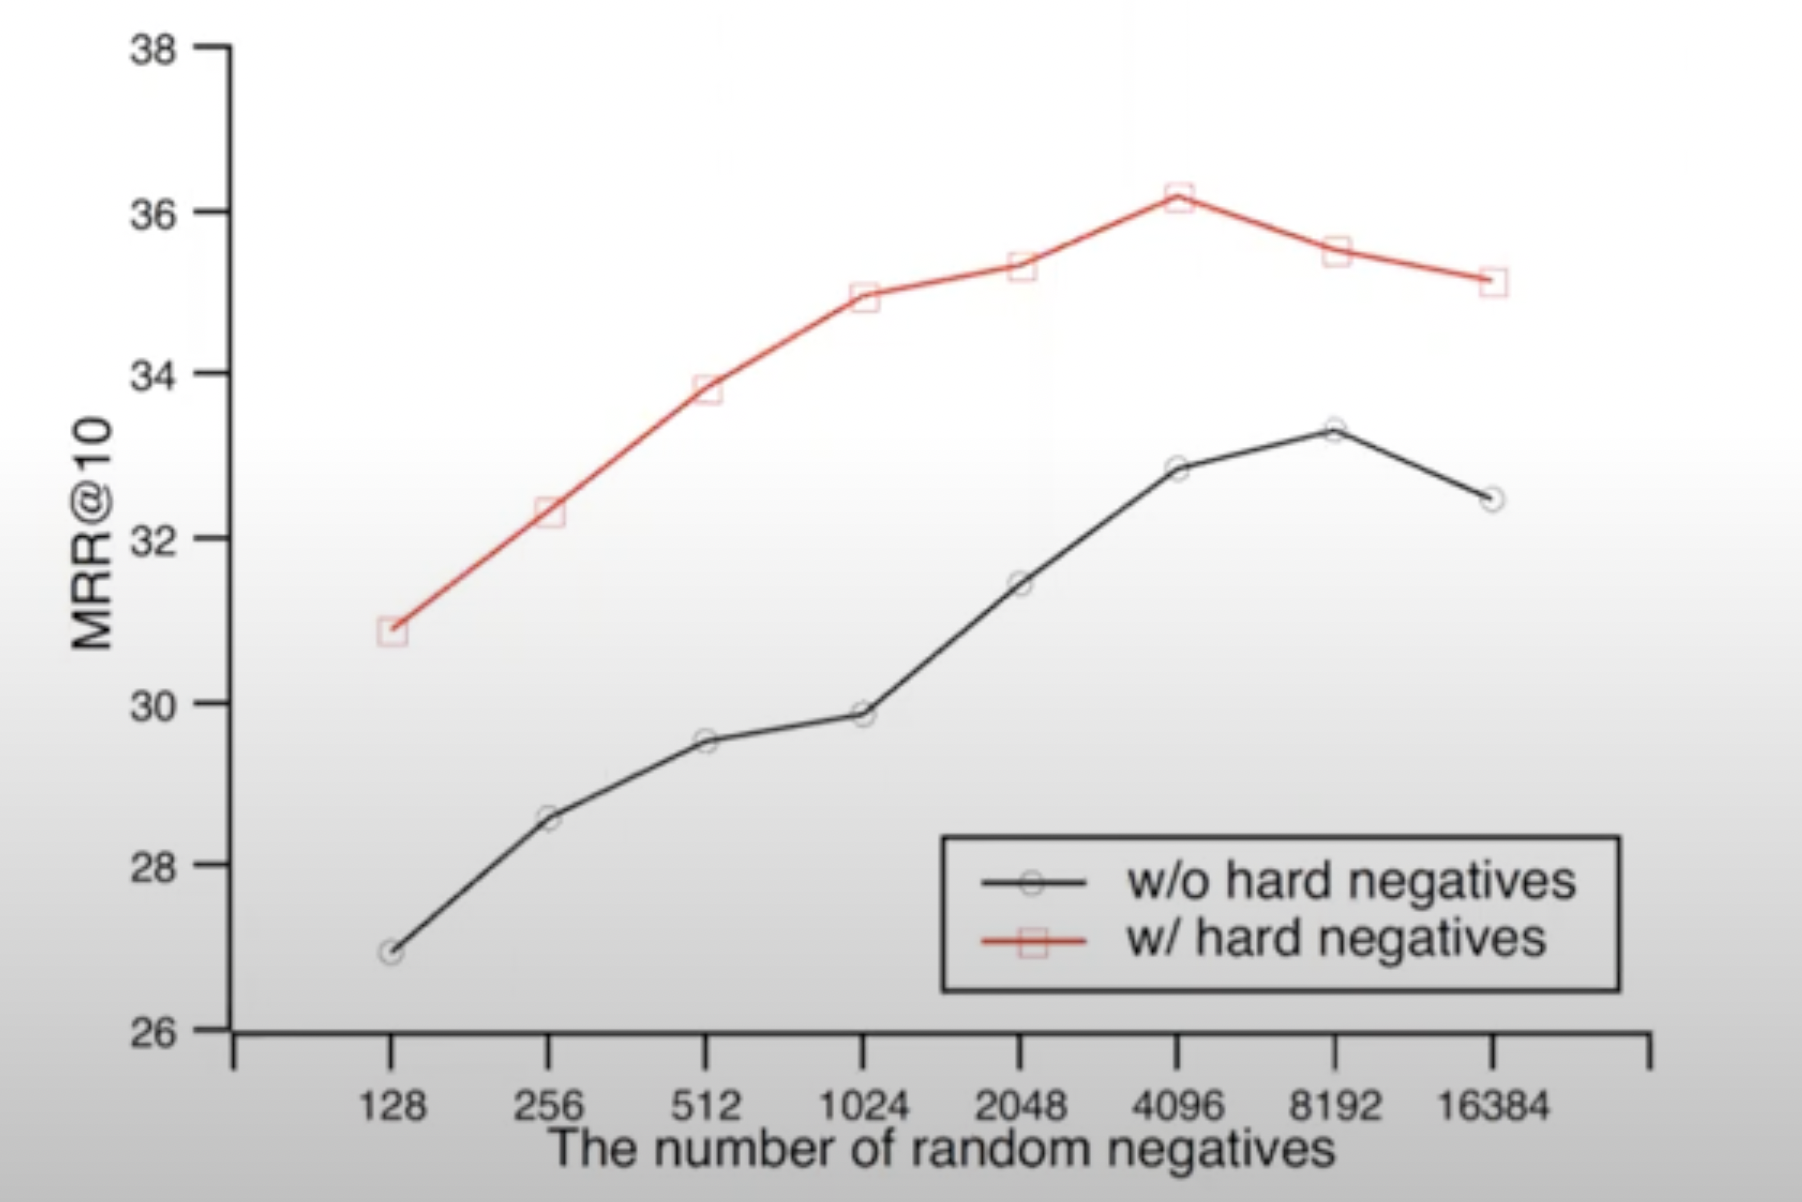 38
36
34
32
30
28
26
MRR@10
w/o hard negatives
w/ hard negatives
128 256 512 1024 2048 4096 8192 16384
The number of random negatives